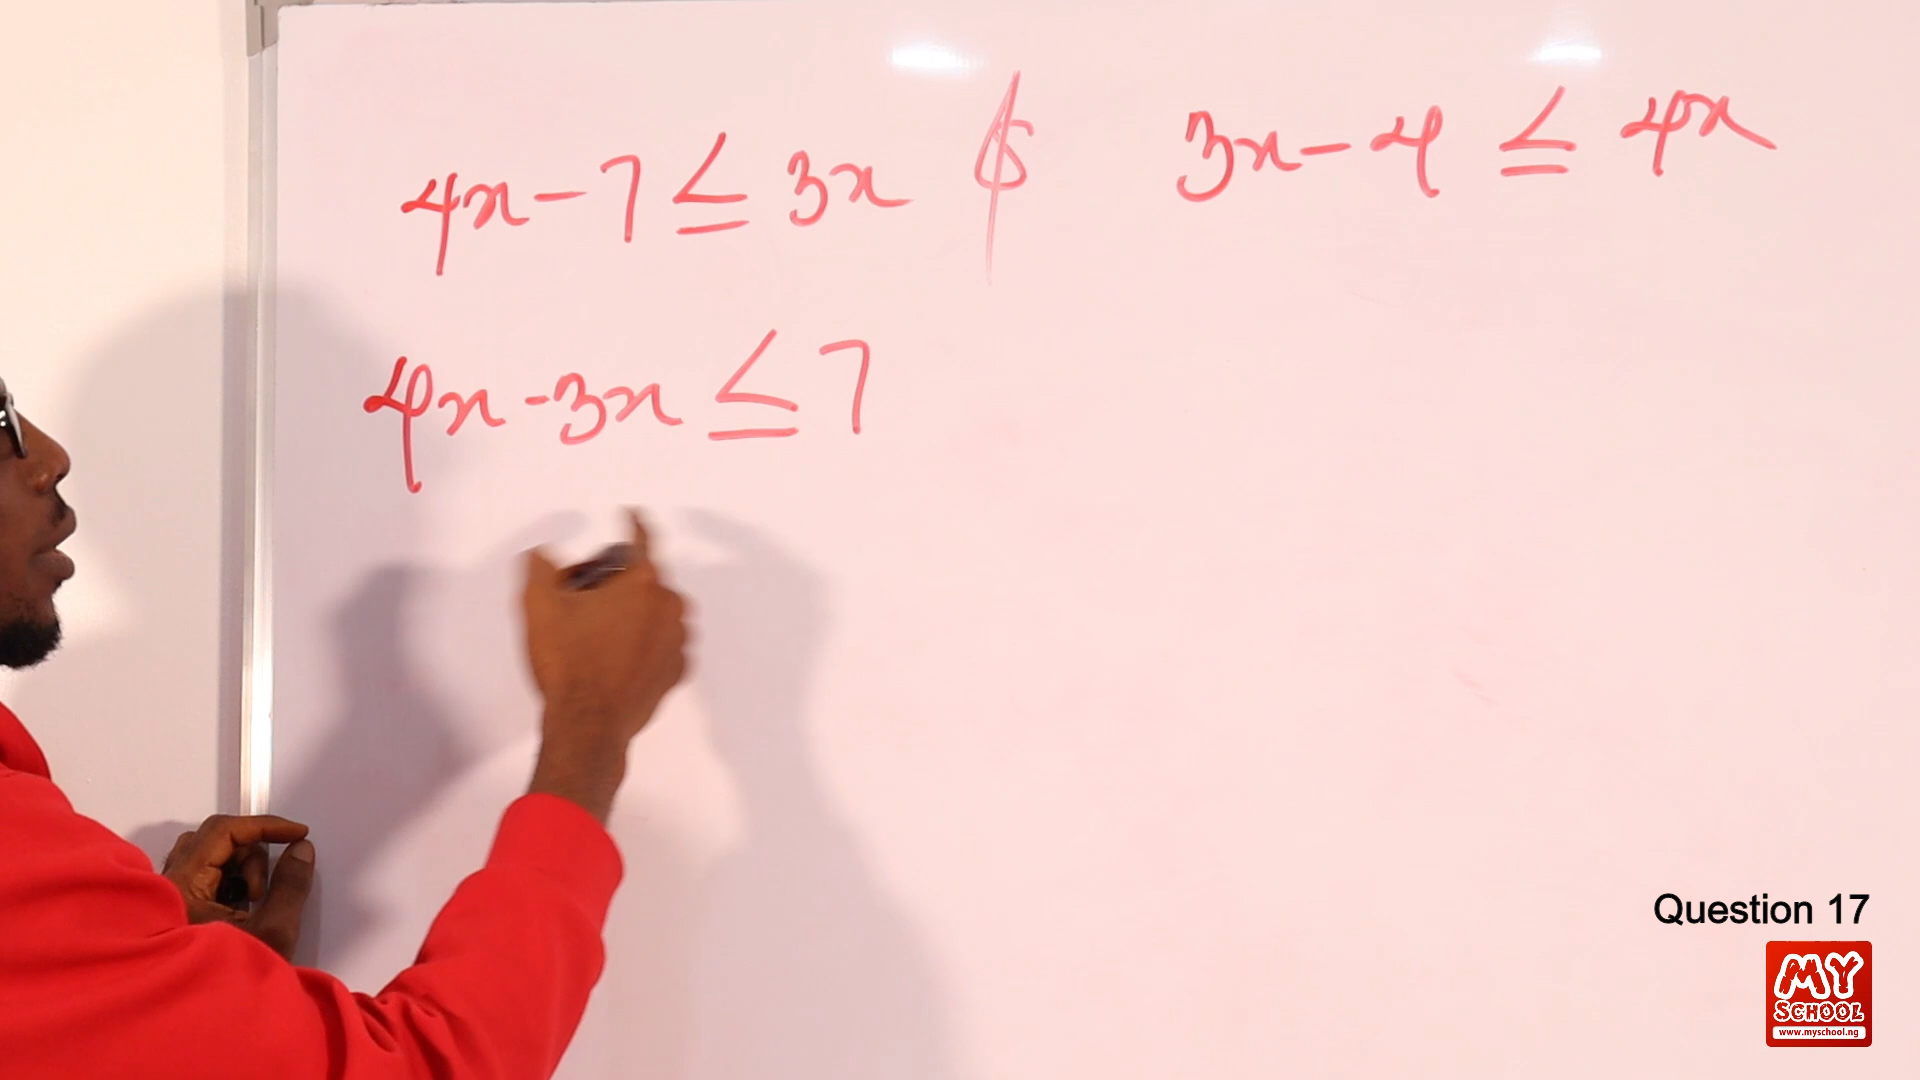 4x - 7 ≤ 3x & 3x - 4 ≤ 4x
4x - 3x ≤ 7
Question 17
MY
SCHOOL
www.myschool.ng